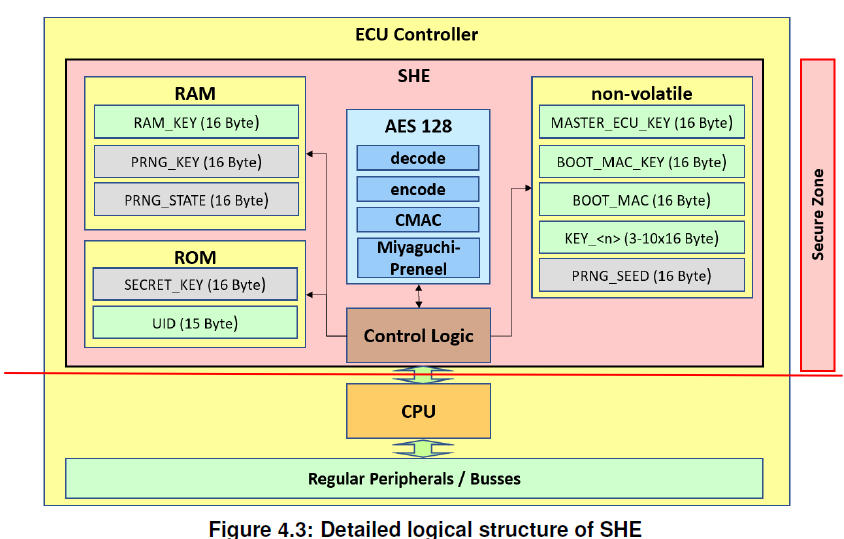 ECU Controller
SHE
RAM
RAM_KEY (16 Byte)
PRNG_KEY (16 Byte)
PRNG_STATE (16 Byte)
ROM
SECRET_KEY (16 Byte)
UID (15 Byte)
AES 128
decode
encode
CMAC
Miyaguchi-
Preneel
Control Logic
non-volatile
MASTER_ECU_KEY (16 Byte)
BOOT_MAC_KEY (16 Byte)
BOOT_MAC (16 Byte)
KEY_<n> (3-10x16 Byte)
PRNG_SEED (16 Byte)
Secure Zone
CPU
Regular Peripherals / Busses
Figure 4.3: Detailed logical structure of SHE